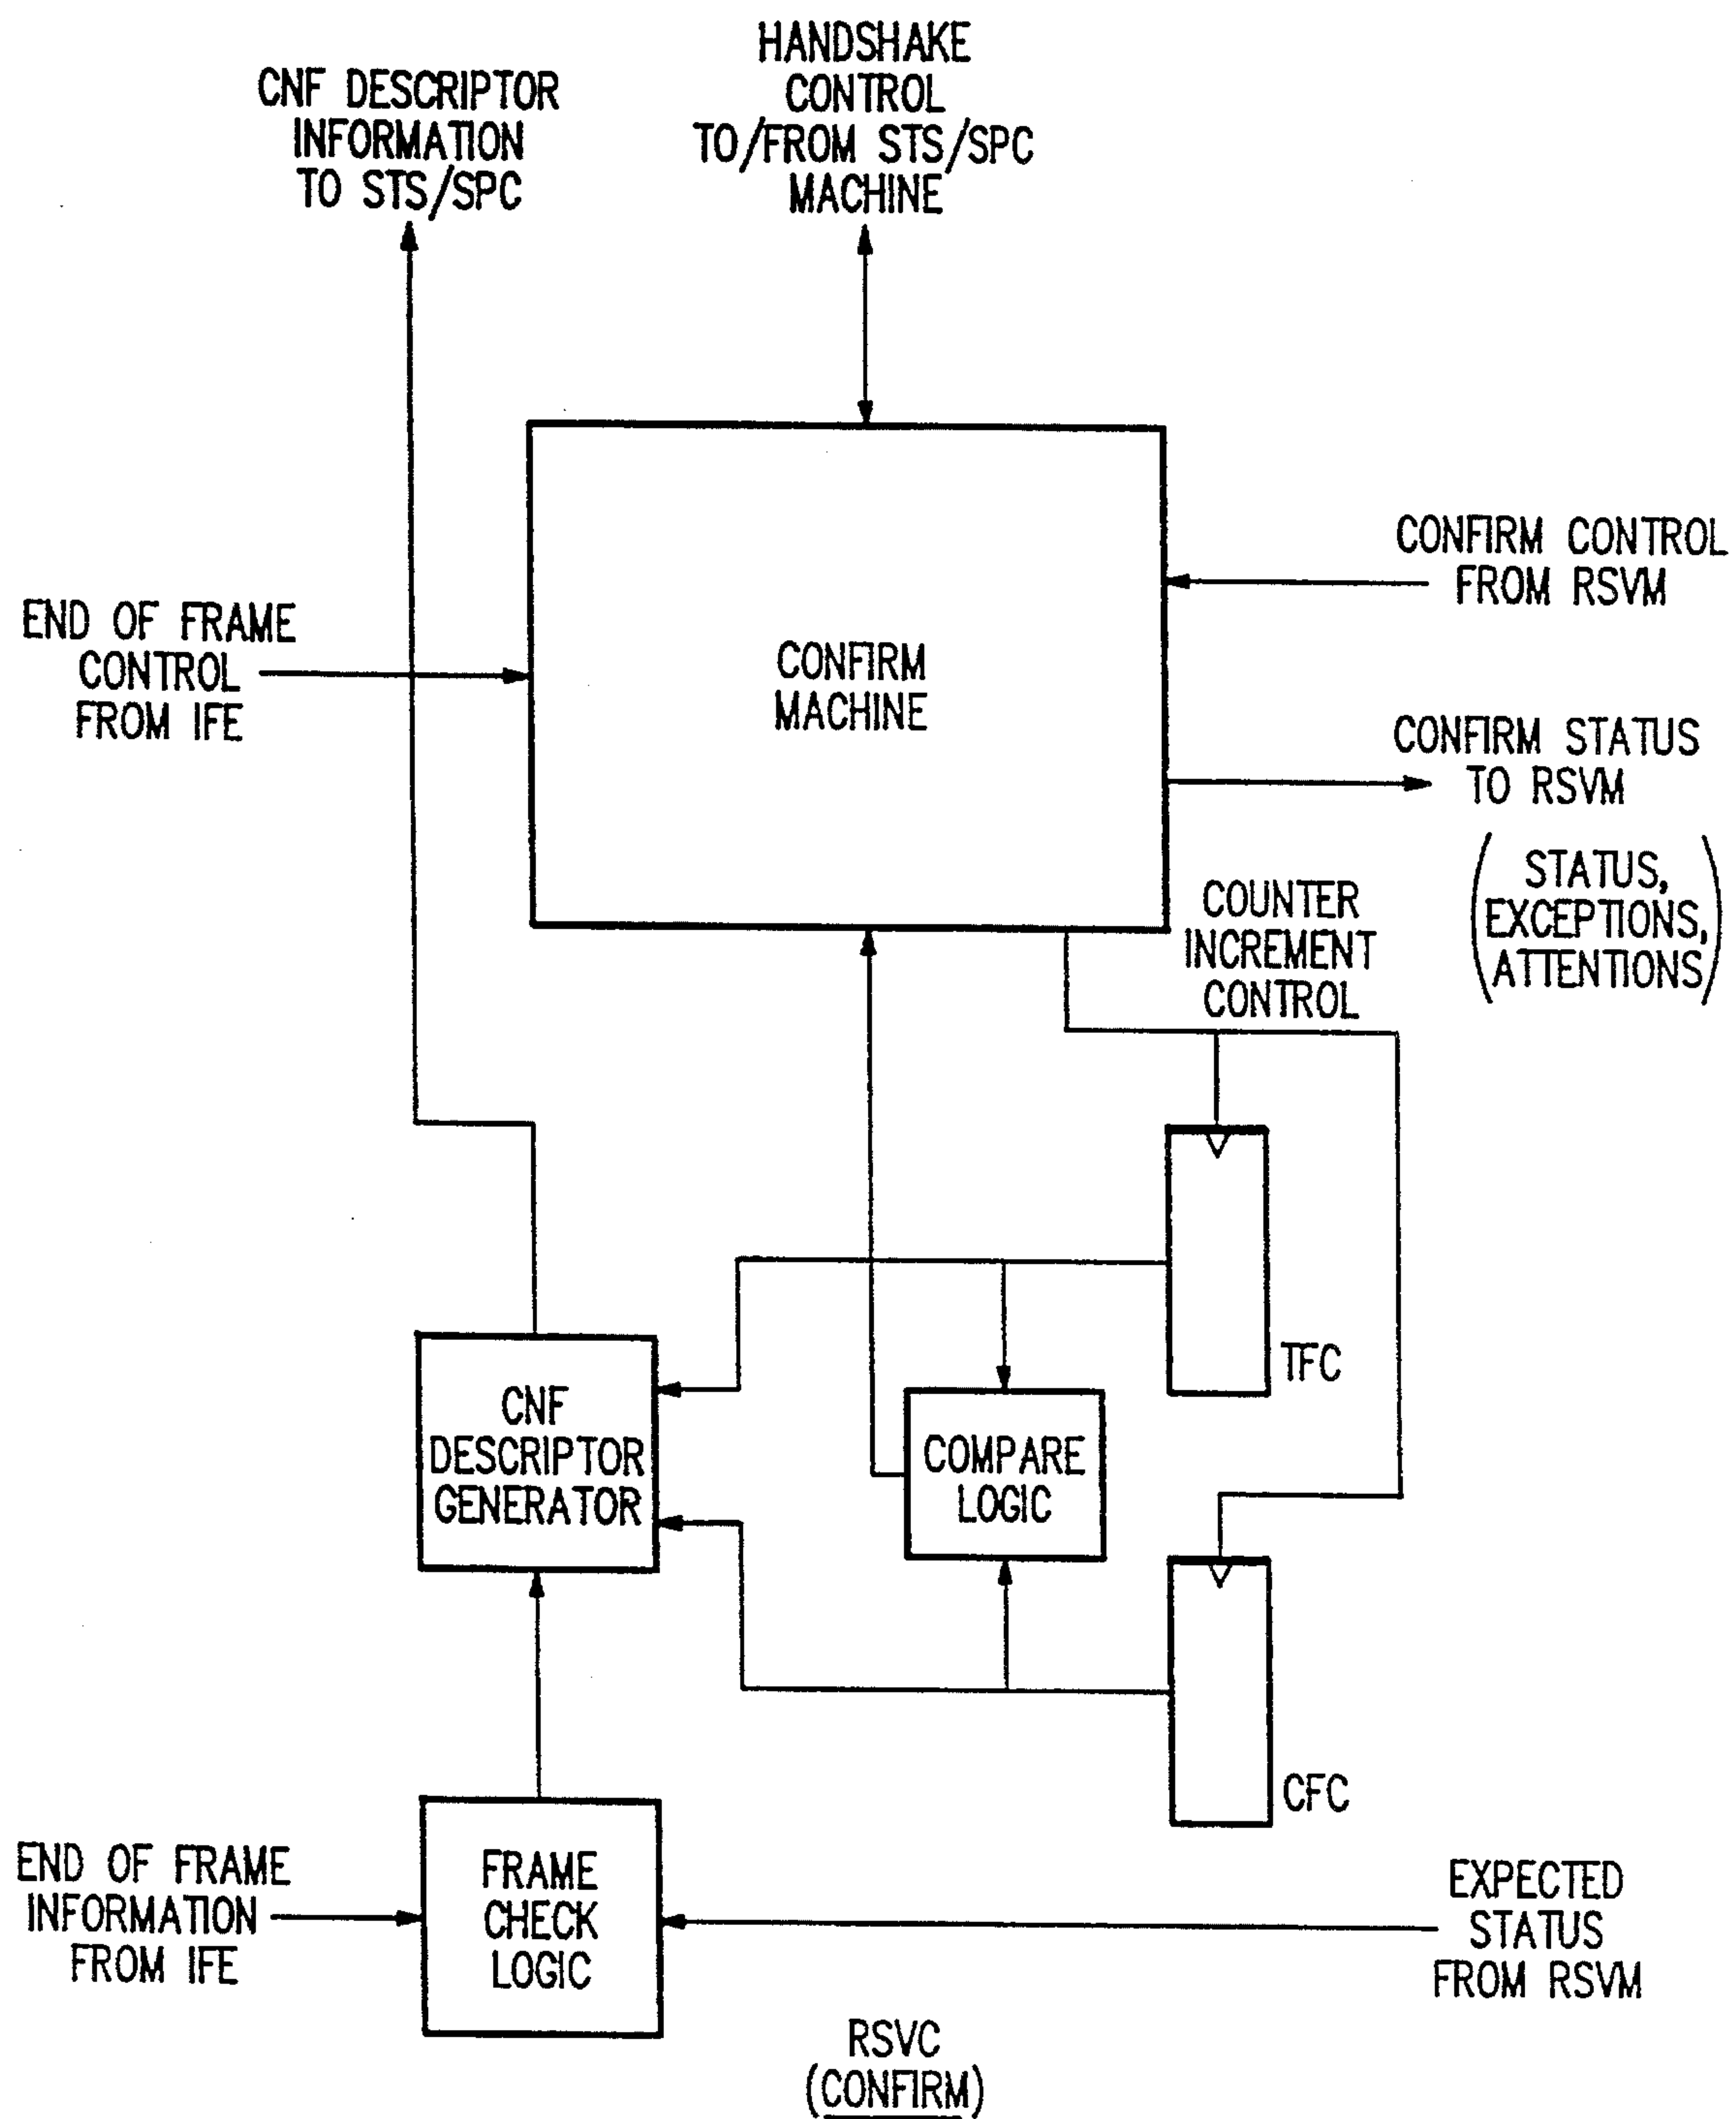 HANDSHAKE
CONTROL
TO/FROM STS/SPC
MACHINE
CNF DESCRIPTOR
INFORMATION
TO STS/SPC
CONFIRM CONTROL
FROM RSVM
END OF FRAME
CONTROL
FROM IFE
CONFIRM
MACHINE
CONFIRM STATUS
TO RSVM
(STATUS,
EXCEPTIONS,
ATTENTIONS)
COUNTER
INCREMENT
CONTROL
TFC
CNF
DESCRIPTOR
GENERATOR
COMPARE
LOGIC
CFC
END OF FRAME
INFORMATION
FROM IFE
FRAME
CHECK
LOGIC
EXPECTED
STATUS
FROM RSVM
RSVC
(CONFIRM)